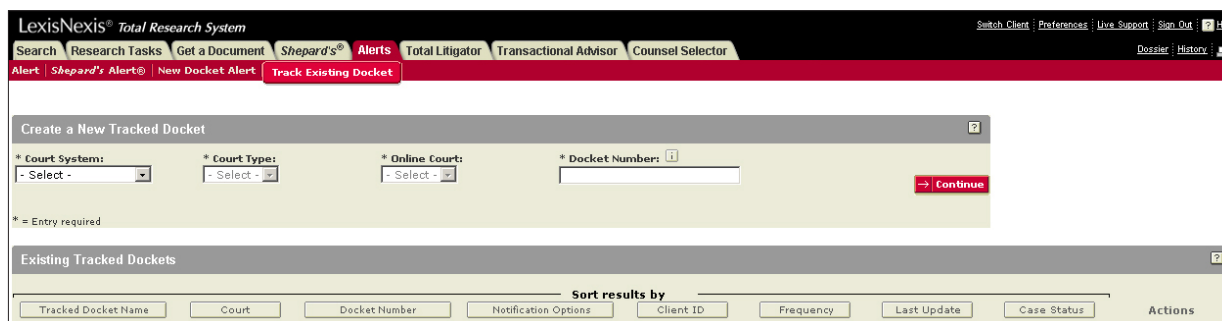 LexisNexis® Total Research System
Switch Client Preferences Live Support Sign Out ?
Search Research Tasks Get a Document Shepard's® Alerts Total Litigator Transactional Advisor Counsel Selector
Dossier History
Alert Shepard's Alert® New Docket Alert Track Existing Docket
Create a New Tracked Docket ?
* Court System: * Court Type: * Online Court: * Docket Number: i
- Select - - Select - - Select -
→ Continue
* = Entry required
Existing Tracked Dockets ?
Sort results by
Tracked Docket Name Court Docket Number Notification Options Client ID Frequency Last Update Case Status Actions